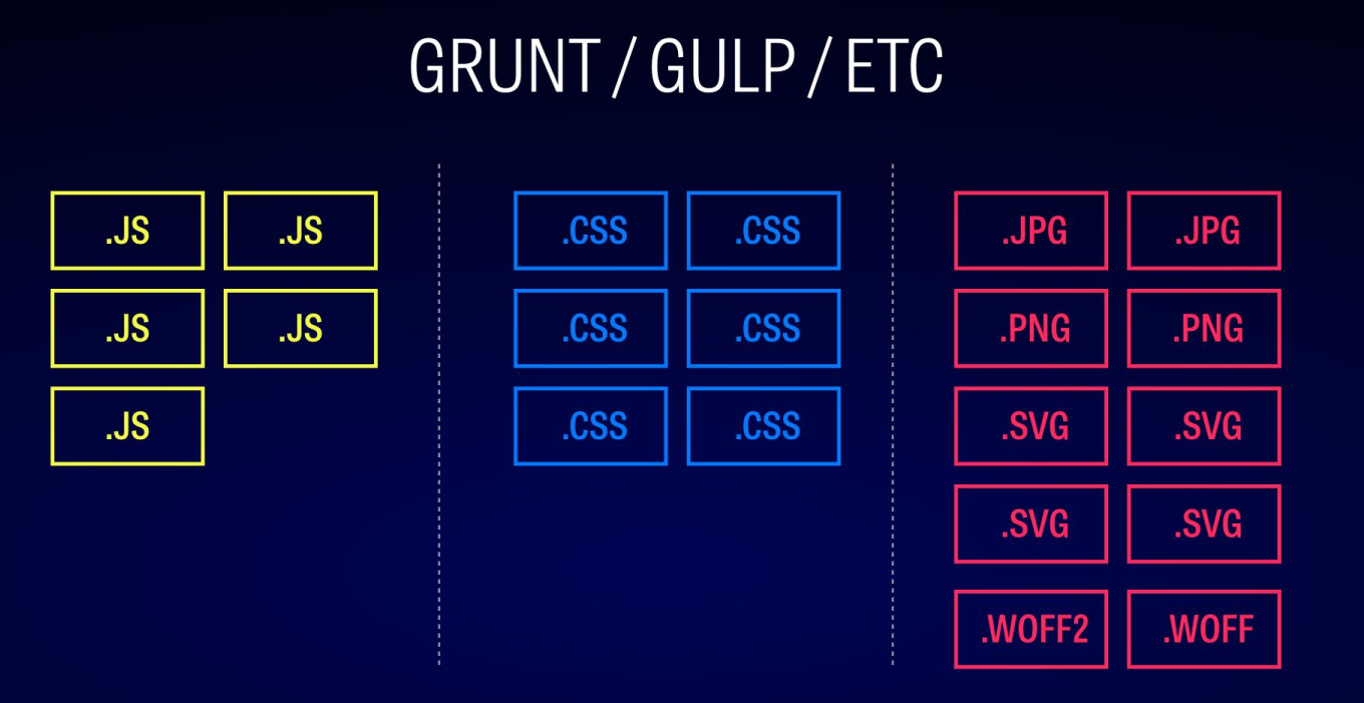 GRUNT / GULP / ETC
.JS .JS
.JS .JS
.JS
.CSS .CSS
.CSS .CSS
.CSS .CSS
.JPG .JPG
.PNG .PNG
.SVG .SVG
.SVG .SVG
.WOFF2 .WOFF